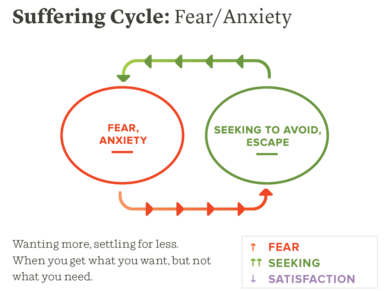 Suffering Cycle: Fear/Anxiety
FEAR,
ANXIETY
SEEKING TO AVOID,
ESCAPE
Wanting more, settling for less.
When you get what you want, but not
what you need.
↑ FEAR
↑↑ SEEKING
↓ SATISFACTION